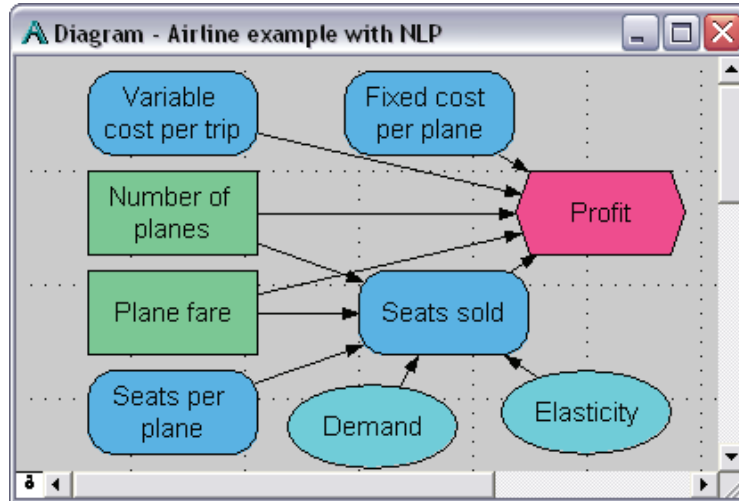 Diagram - Airline example with NLP
Variable
cost per trip
Fixed cost
per plane
Number of
planes
Profit
Plane fare
Seats sold
Seats per
plane
Demand
Elasticity